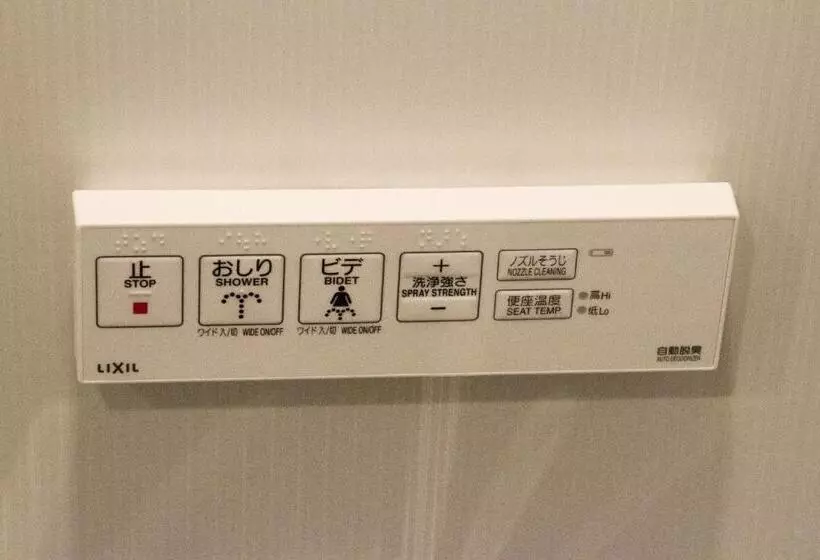 止
STOP
おしり
SHOWER
ワイド入/切 WIDE ON/OFF
ビデ
BIDET
ワイド入/切 WIDE ON/OFF
+
洗浄強さ
SPRAY STRENGTH
−
ノズルそうじ
NOZZLE CLEANING
便座温度
SEAT TEMP
高Hi
低Lo
LIXIL
自動脱臭
AUTO DEODORIZER